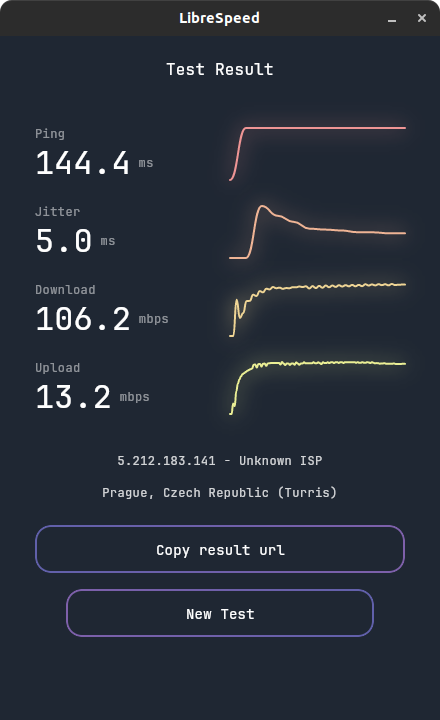 LibreSpeed
Test Result
Ping
144.4 ms
Jitter
5.0 ms
Download
106.2 mbps
Upload
13.2 mbps
5.212.183.141 - Unknown ISP
Prague, Czech Republic (Turris)
Copy result url
New Test